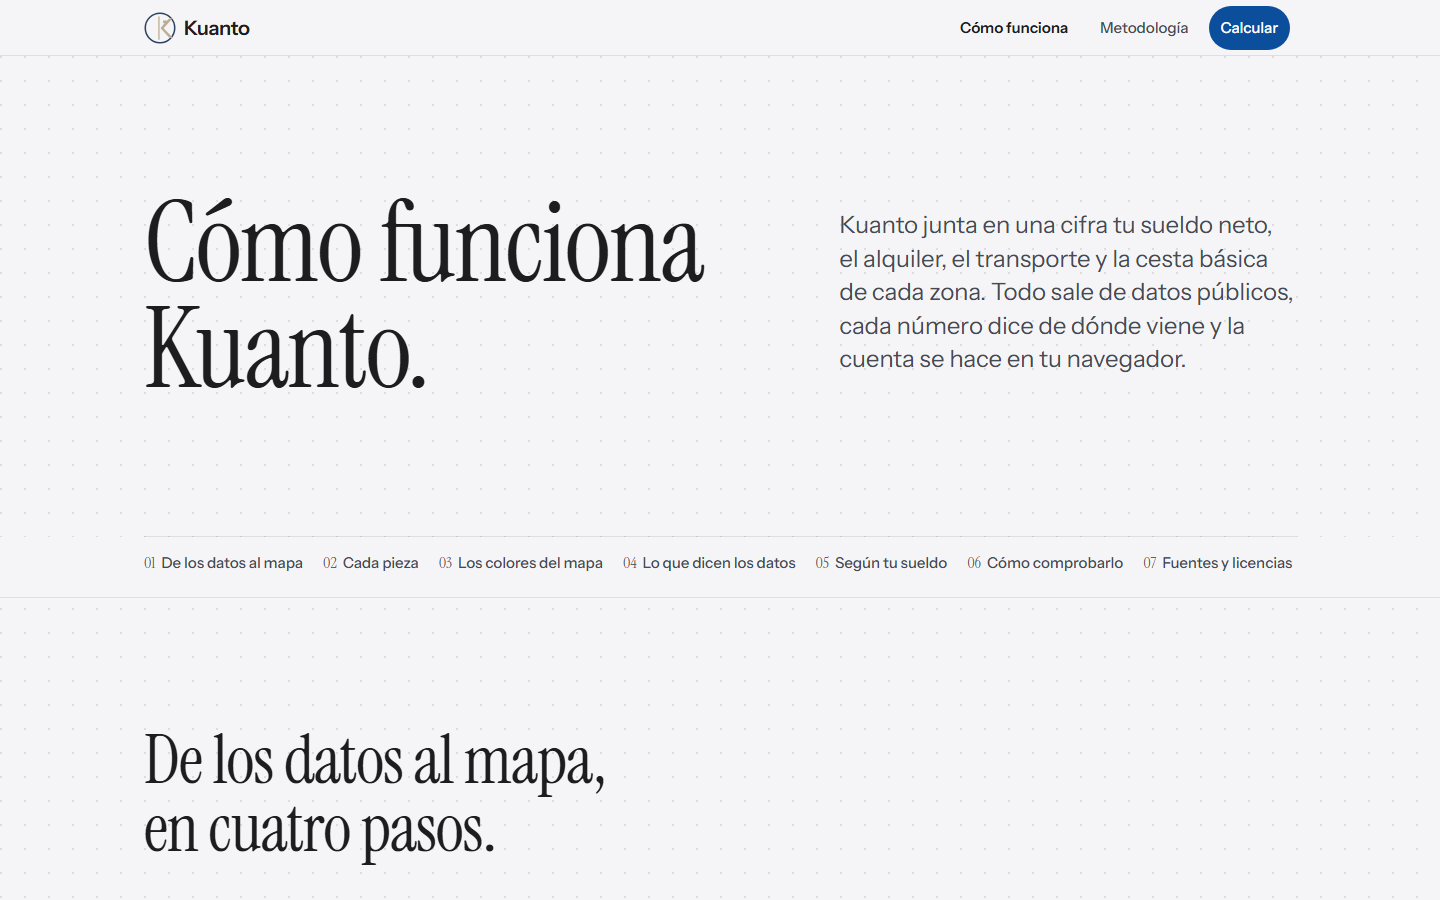 Kuanto
Cómo funciona Metodología Calcular
Cómo funciona
Kuanto.
Kuanto junta en una cifra tu sueldo neto,
el alquiler, el transporte y la cesta básica
de cada zona. Todo sale de datos públicos,
cada número dice de dónde viene y la
cuenta se hace en tu navegador.
01 De los datos al mapa 02 Cada pieza 03 Los colores del mapa 04 Lo que dicen los datos 05 Según tu sueldo 06 Cómo comprobarlo 07 Fuentes y licencias
De los datos al mapa,
en cuatro pasos.